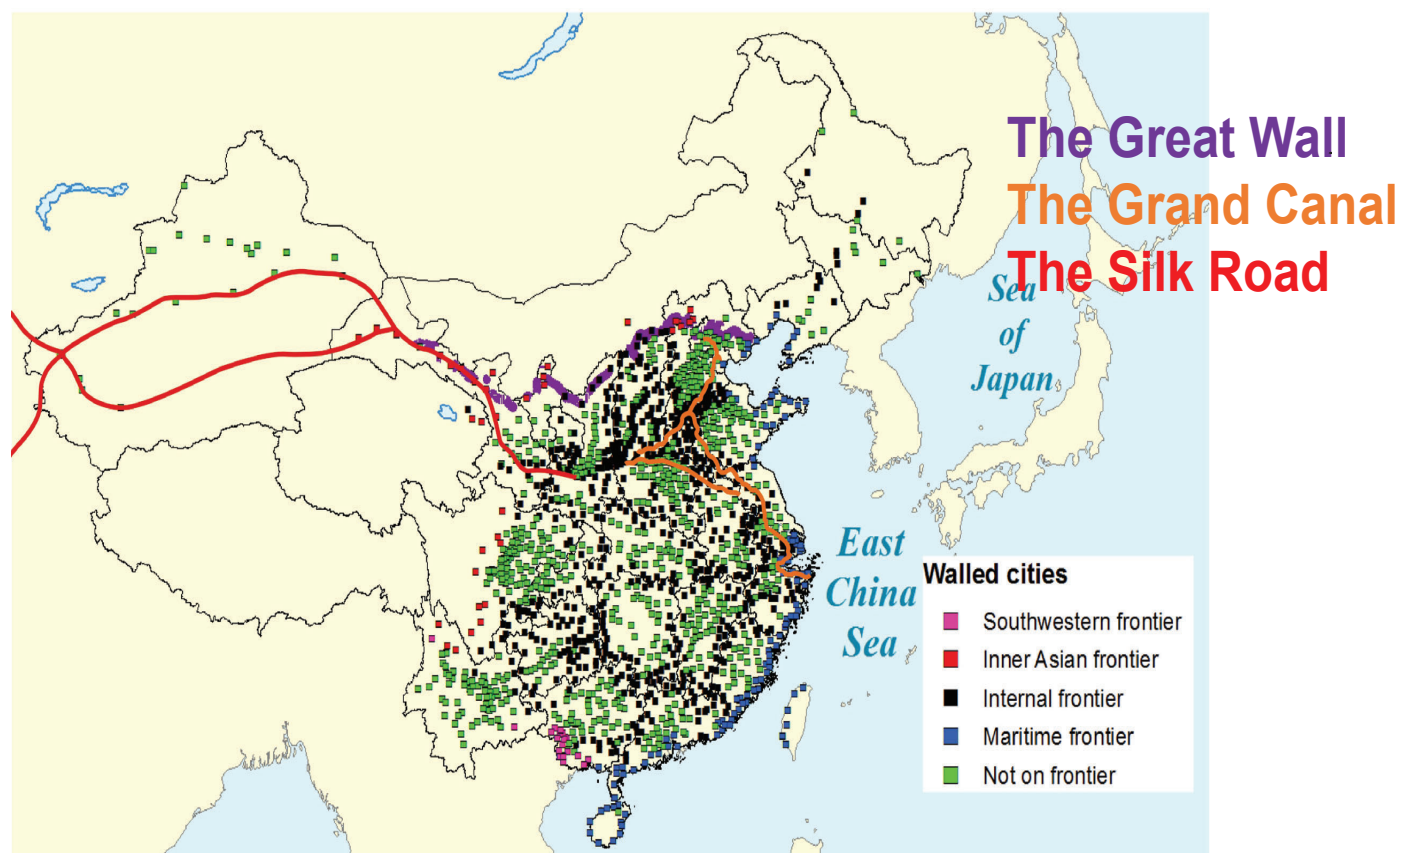 The Great Wall
The Grand Canal
The Silk Road
Sea
of
Japan
East
China
Sea
Walled cities
Southwestern frontier
Inner Asian frontier
Internal frontier
Maritime frontier
Not on frontier